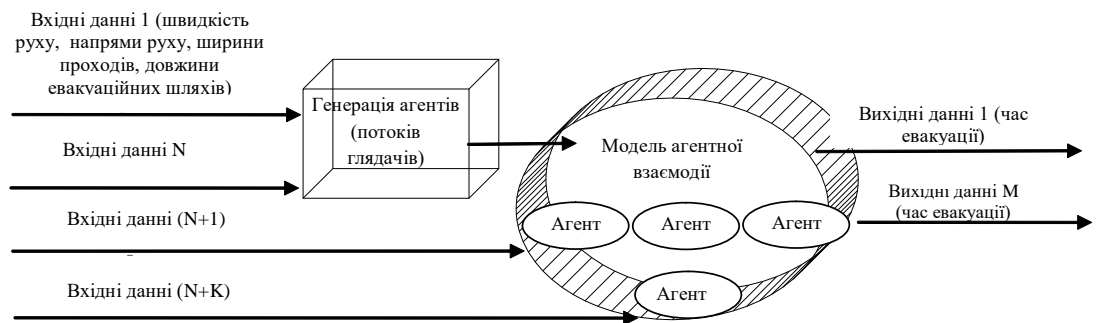 Вхідні данні 1 (швидкість
руху, напрями руху, ширини
проходів, довжини
евакуаційних шляхів)
Вхідні данні N
Вхідні данні (N+1)
Вхідні данні (N+K)
Генерація агентів
(потоків
глядачів)
Модель агентної
взаємодії
Агент
Агент
Агент
Агент
Вихідні данні 1 (час
евакуації)
Вихідні данні M
(час евакуації)